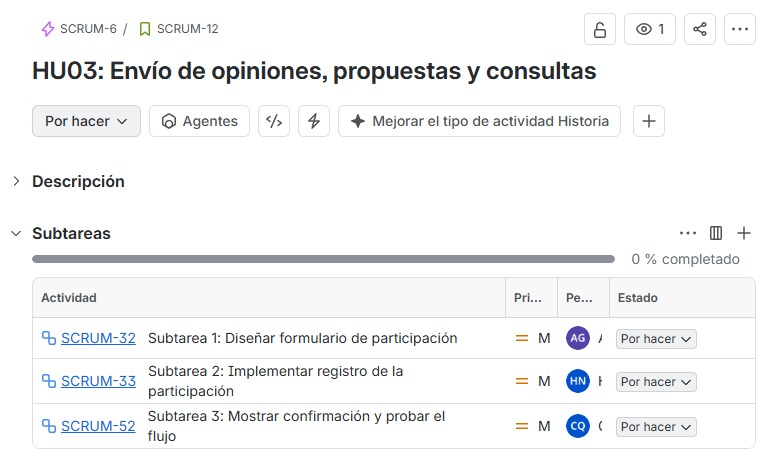 SCRUM-6 / SCRUM-12
1
HU03: Envío de opiniones, propuestas y consultas
Por hacer
Agentes
Mejorar el tipo de actividad Historia
Descripción
Subtareas
0 % completado
Actividad Pri... Pe... Estado
SCRUM-32 Subtarea 1: Diseñar formulario de participación M AG Por hacer
SCRUM-33 Subtarea 2: Implementar registro de la
participación M HN Por hacer
SCRUM-52 Subtarea 3: Mostrar confirmación y probar el
flujo M CQ Por hacer